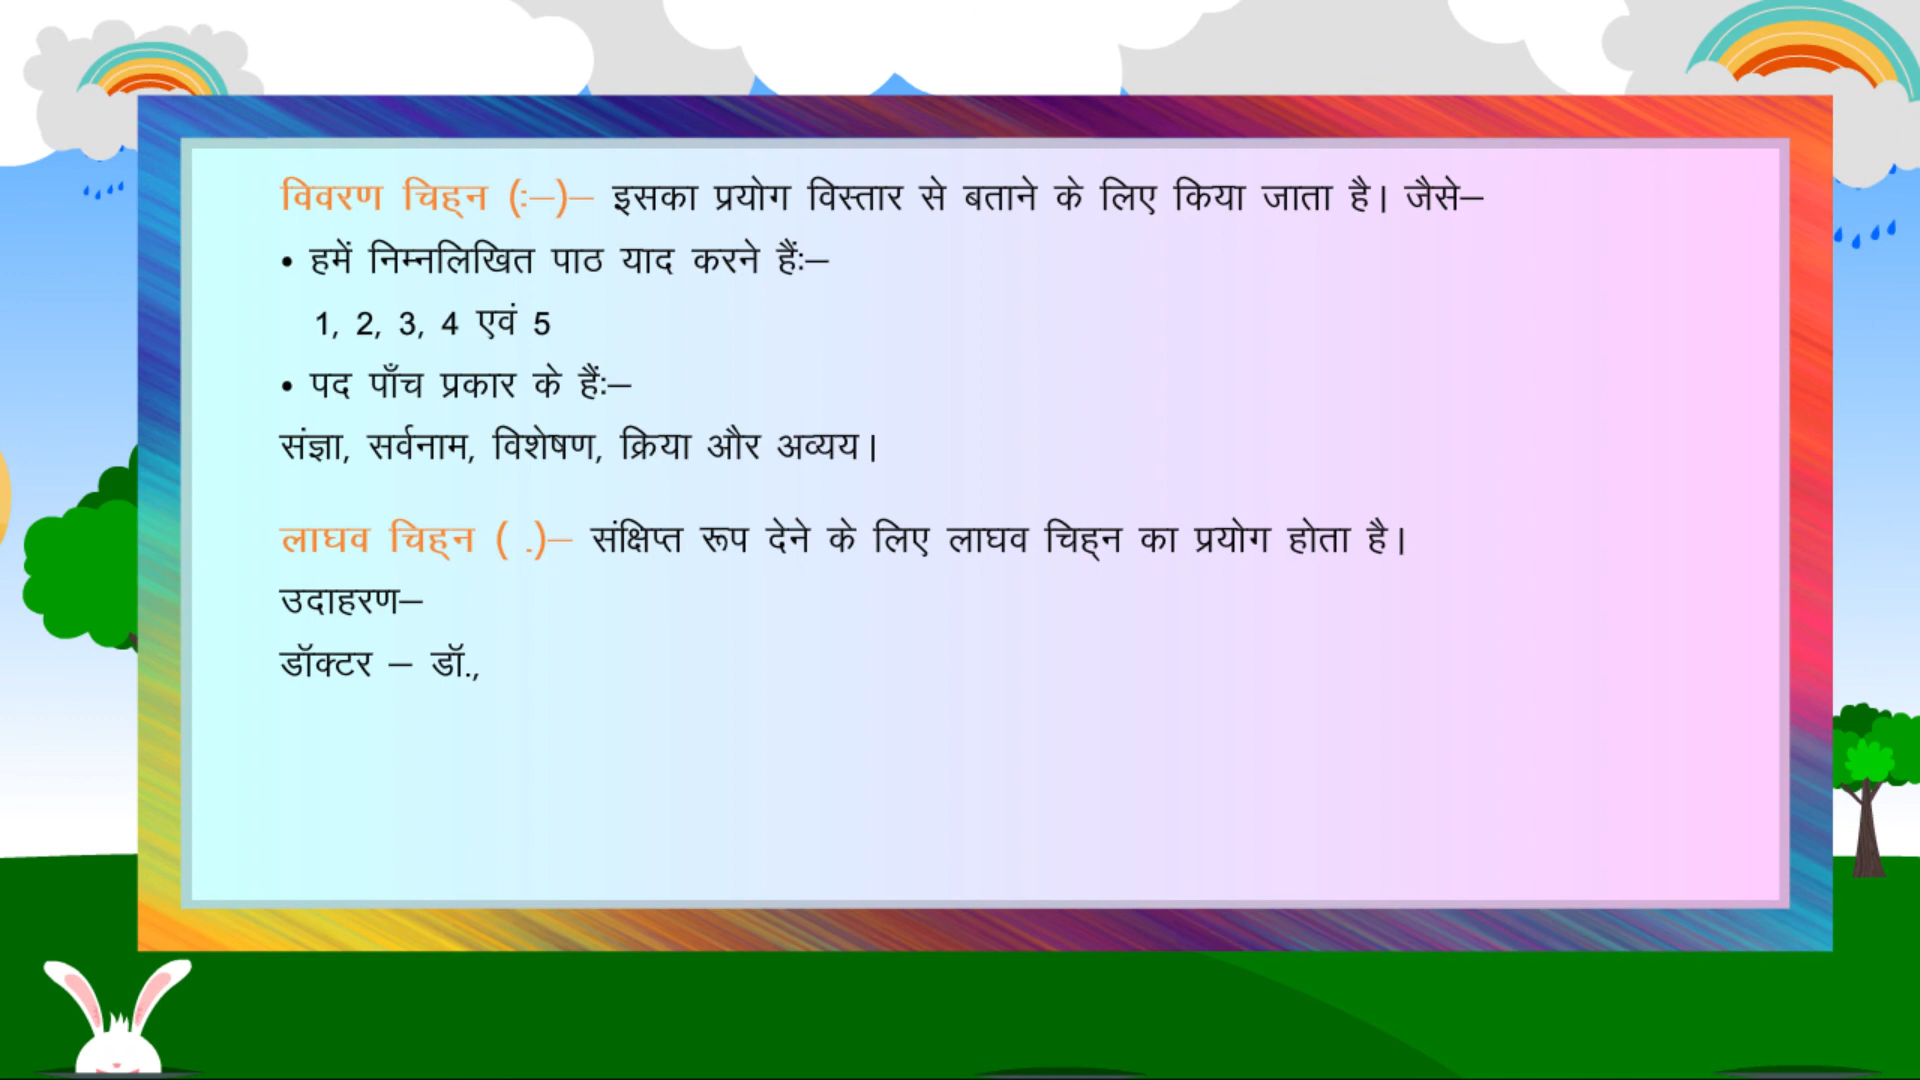 विवरण चिह्न (:–)– इसका प्रयोग विस्तार से बताने के लिए किया जाता है। जैसे–
• हमें निम्नलिखित पाठ याद करने हैं:–
1, 2, 3, 4 एवं 5
• पद पाँच प्रकार के हैं:–
संज्ञा, सर्वनाम, विशेषण, क्रिया और अव्यय।
लाघव चिह्न ( .)– संक्षिप्त रूप देने के लिए लाघव चिह्न का प्रयोग होता है।
उदाहरण–
डॉक्टर – डॉ.,